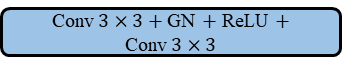 Conv 3 × 3 + GN + ReLU +
Conv 3 × 3